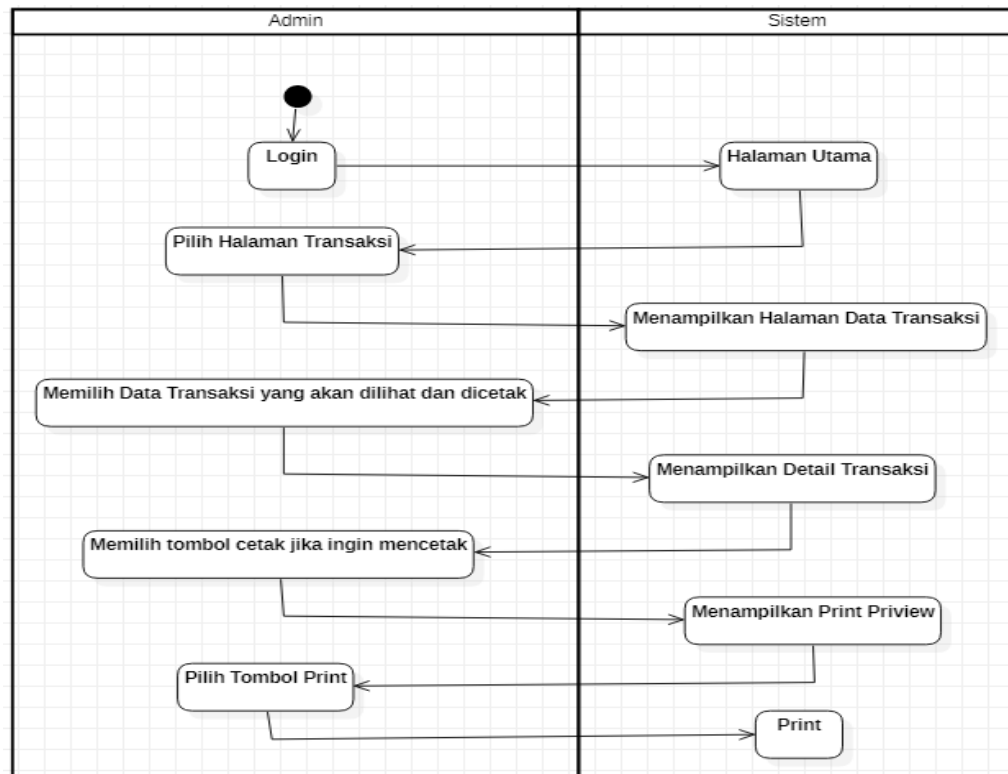 Admin
Sistem
Login
Halaman Utama
Pilih Halaman Transaksi
Menampilkan Halaman Data Transaksi
Memilih Data Transaksi yang akan dilihat dan dicetak
Menampilkan Detail Transaksi
Memilih tombol cetak jika ingin mencetak
Menampilkan Print Priview
Pilih Tombol Print
Print